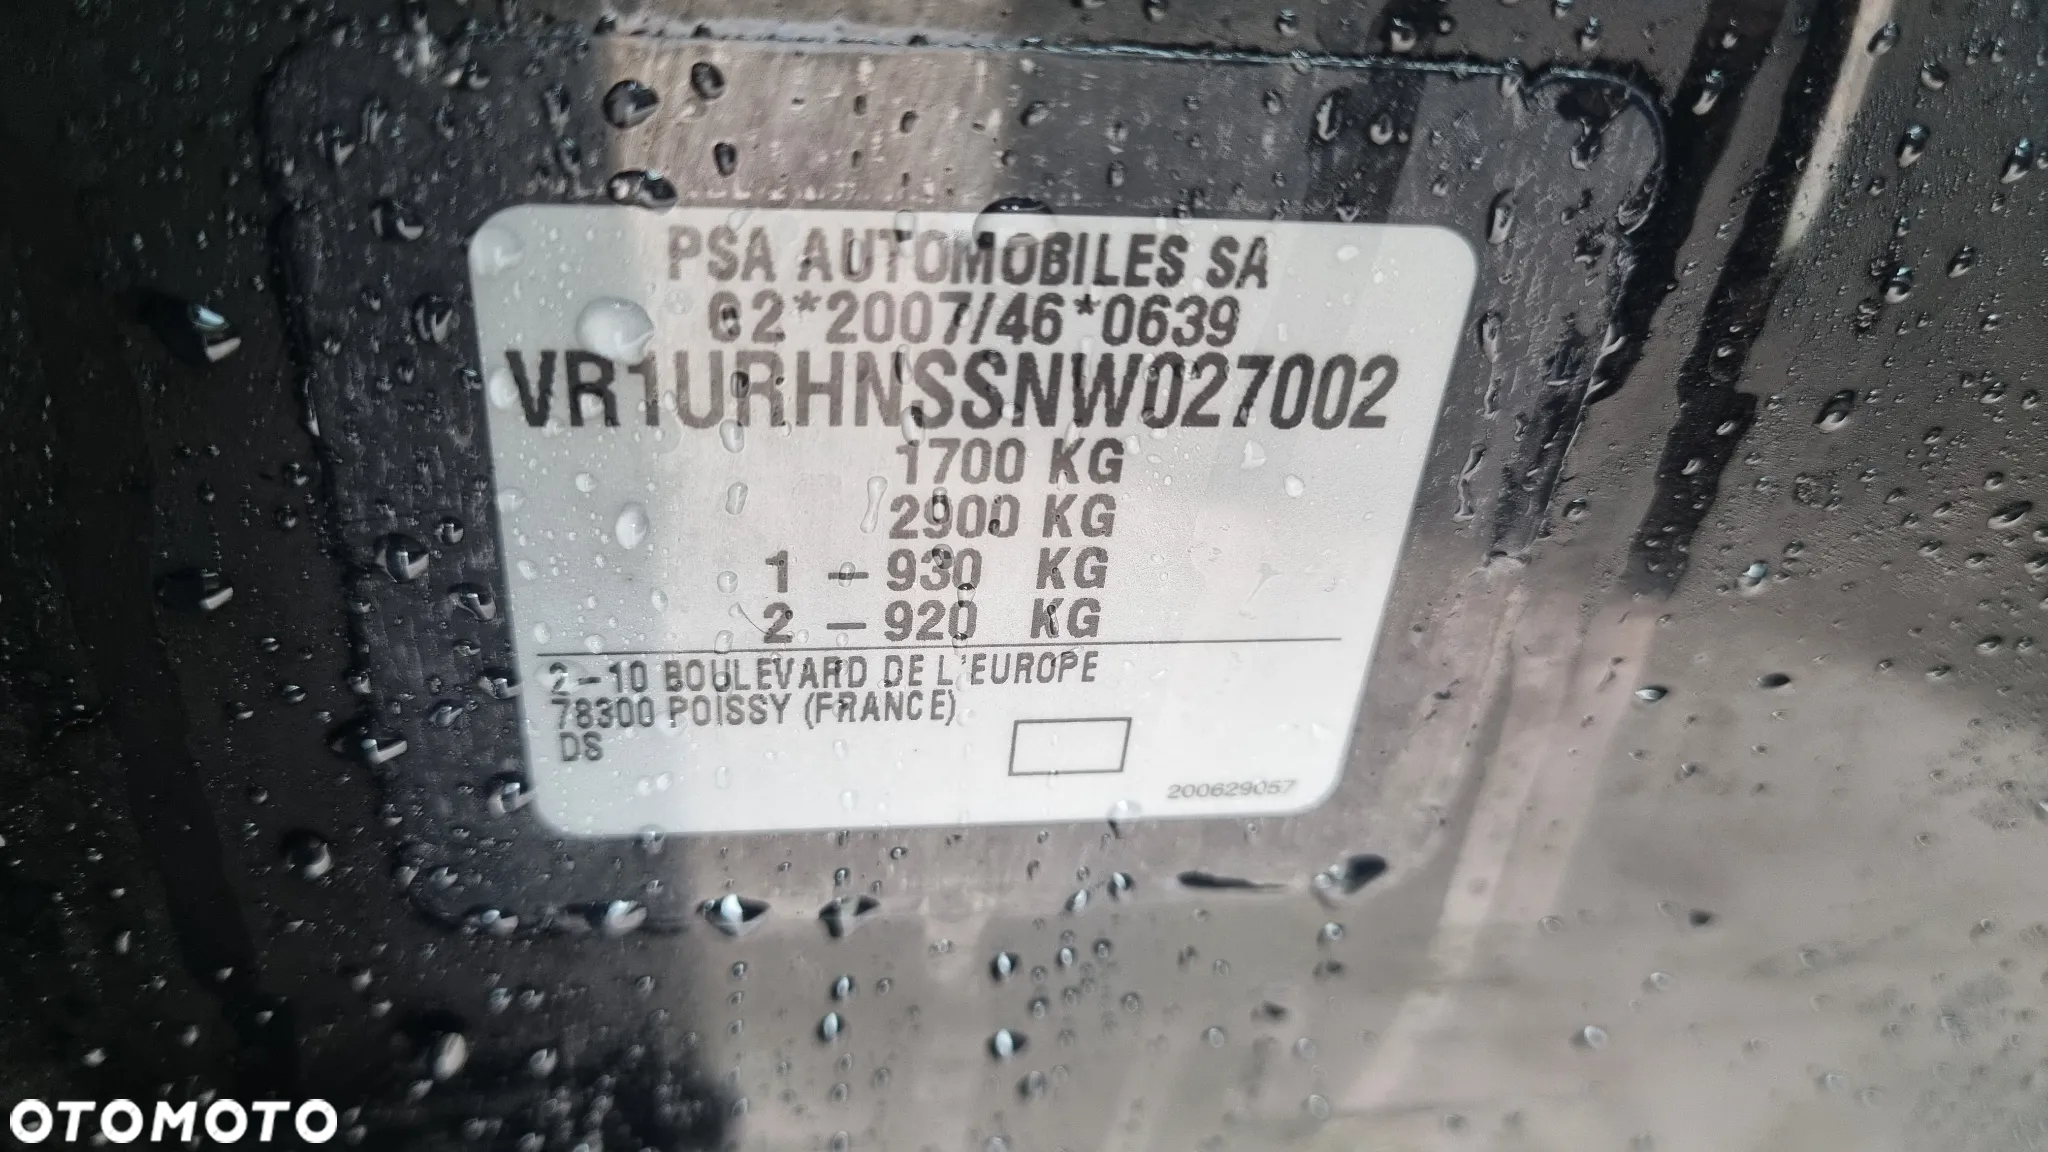 PSA AUTOMOBILES SA
e2*2007/46*0639
VR1URHNSSNW027002
1700 KG
2900 KG
1 – 930 KG
2 – 920 KG
2–10 BOULEVARD DE L'EUROPE
78300 POISSY (FRANCE)
DS
200629057
OTOMOTO